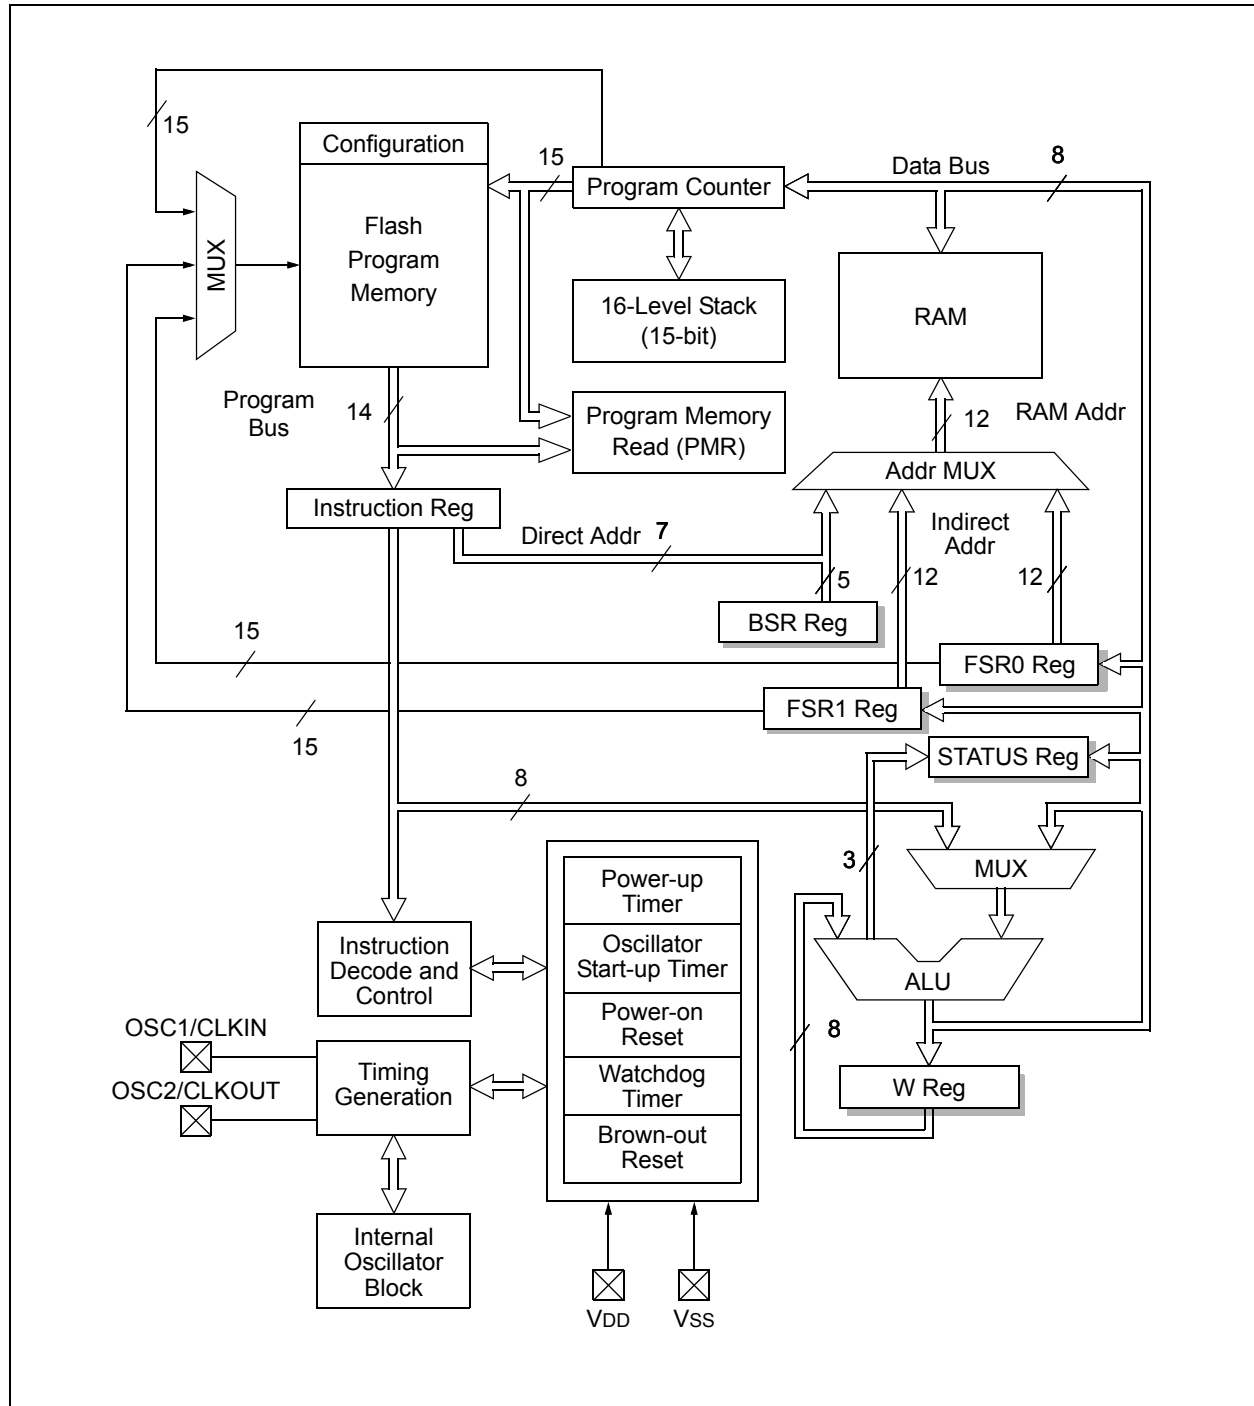 15
Configuration
Flash
Program
Memory
MUX
15
Program Counter
Data Bus
8
16-Level Stack
(15-bit)
RAM
Program
Bus
14
Program Memory
Read (PMR)
12
RAM Addr
Addr MUX
Instruction Reg
Direct Addr
7
Indirect
Addr
5
12
12
BSR Reg
15
FSR0 Reg
FSR1 Reg
15
STATUS Reg
8
3
MUX
Power-up
Timer
Oscillator
Start-up Timer
Power-on
Reset
Watchdog
Timer
Brown-out
Reset
Instruction
Decode and
Control
ALU
8
W Reg
OSC1/CLKIN
OSC2/CLKOUT
Timing
Generation
Internal
Oscillator
Block
VDD
VSS